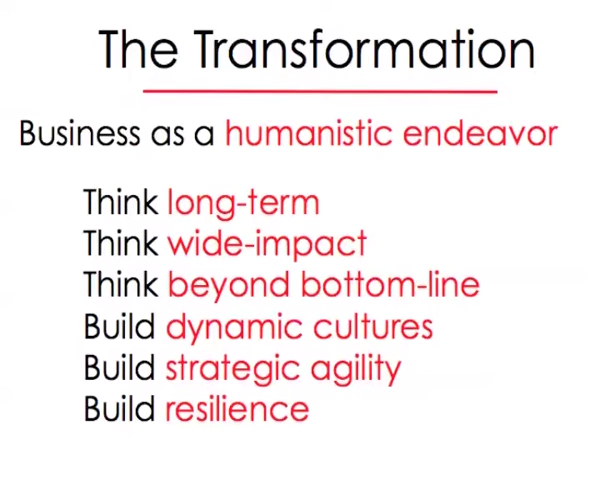 The Transformation
Business as a humanistic endeavor
Think long-term
Think wide-impact
Think beyond bottom-line
Build dynamic cultures
Build strategic agility
Build resilience